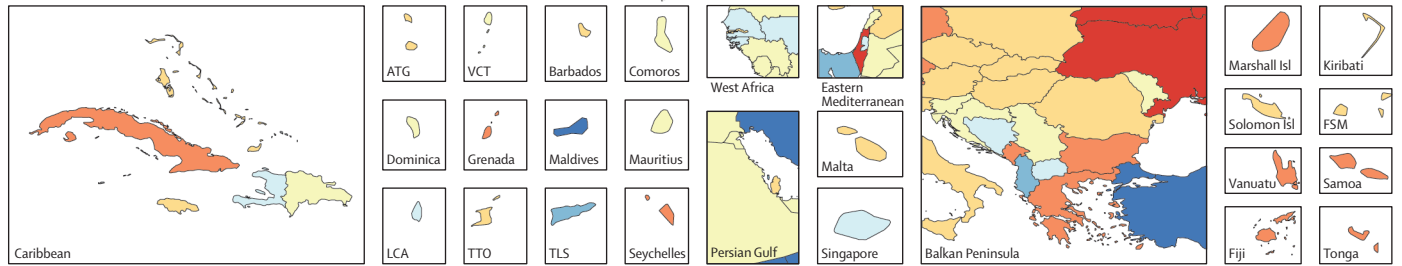 Caribbean
ATG
VCT
Barbados
Comoros
Dominica
Grenada
Maldives
Mauritius
LCA
TTO
TLS
Seychelles
West Africa
Eastern
Mediterranean
Persian Gulf
Malta
Singapore
Balkan Peninsula
Marshall Isl
Kiribati
Solomon Isl
FSM
Vanuatu
Samoa
Fiji
Tonga